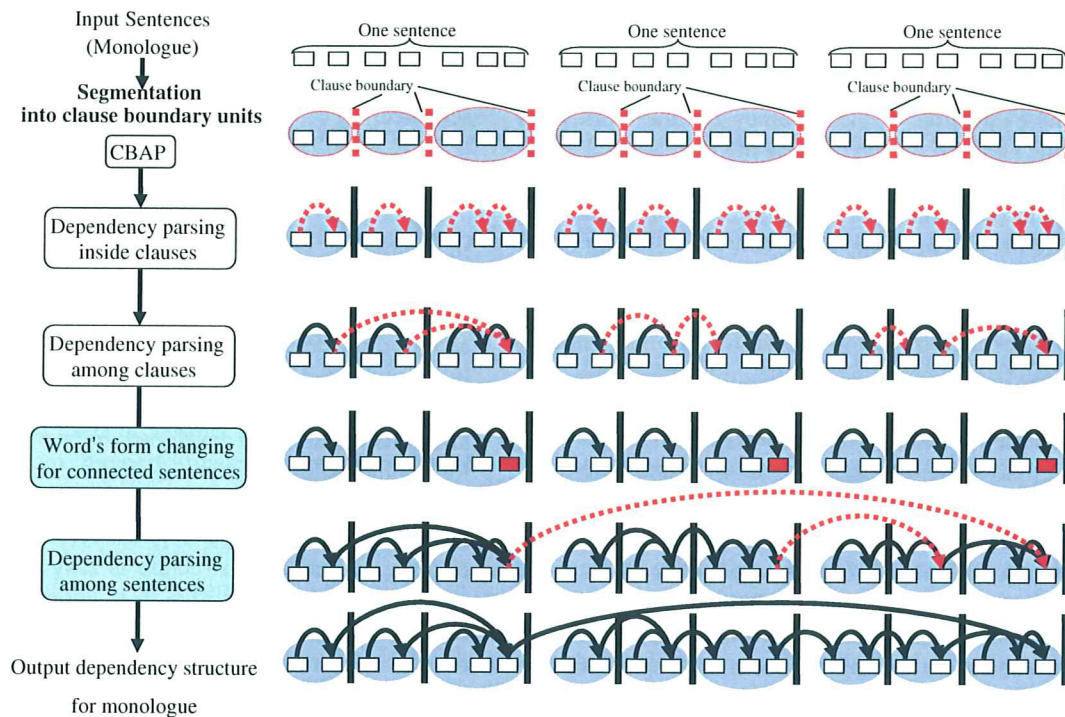 Input Sentences
(Monologue)
Segmentation
into clause boundary units
CBAP
Dependency parsing
inside clauses
Dependency parsing
among clauses
Word's form changing
for connected sentences
Dependency parsing
among sentences
Output dependency structure
for monologue
One sentence
One sentence
One sentence
Clause boundary
Clause boundary
Clause boundary